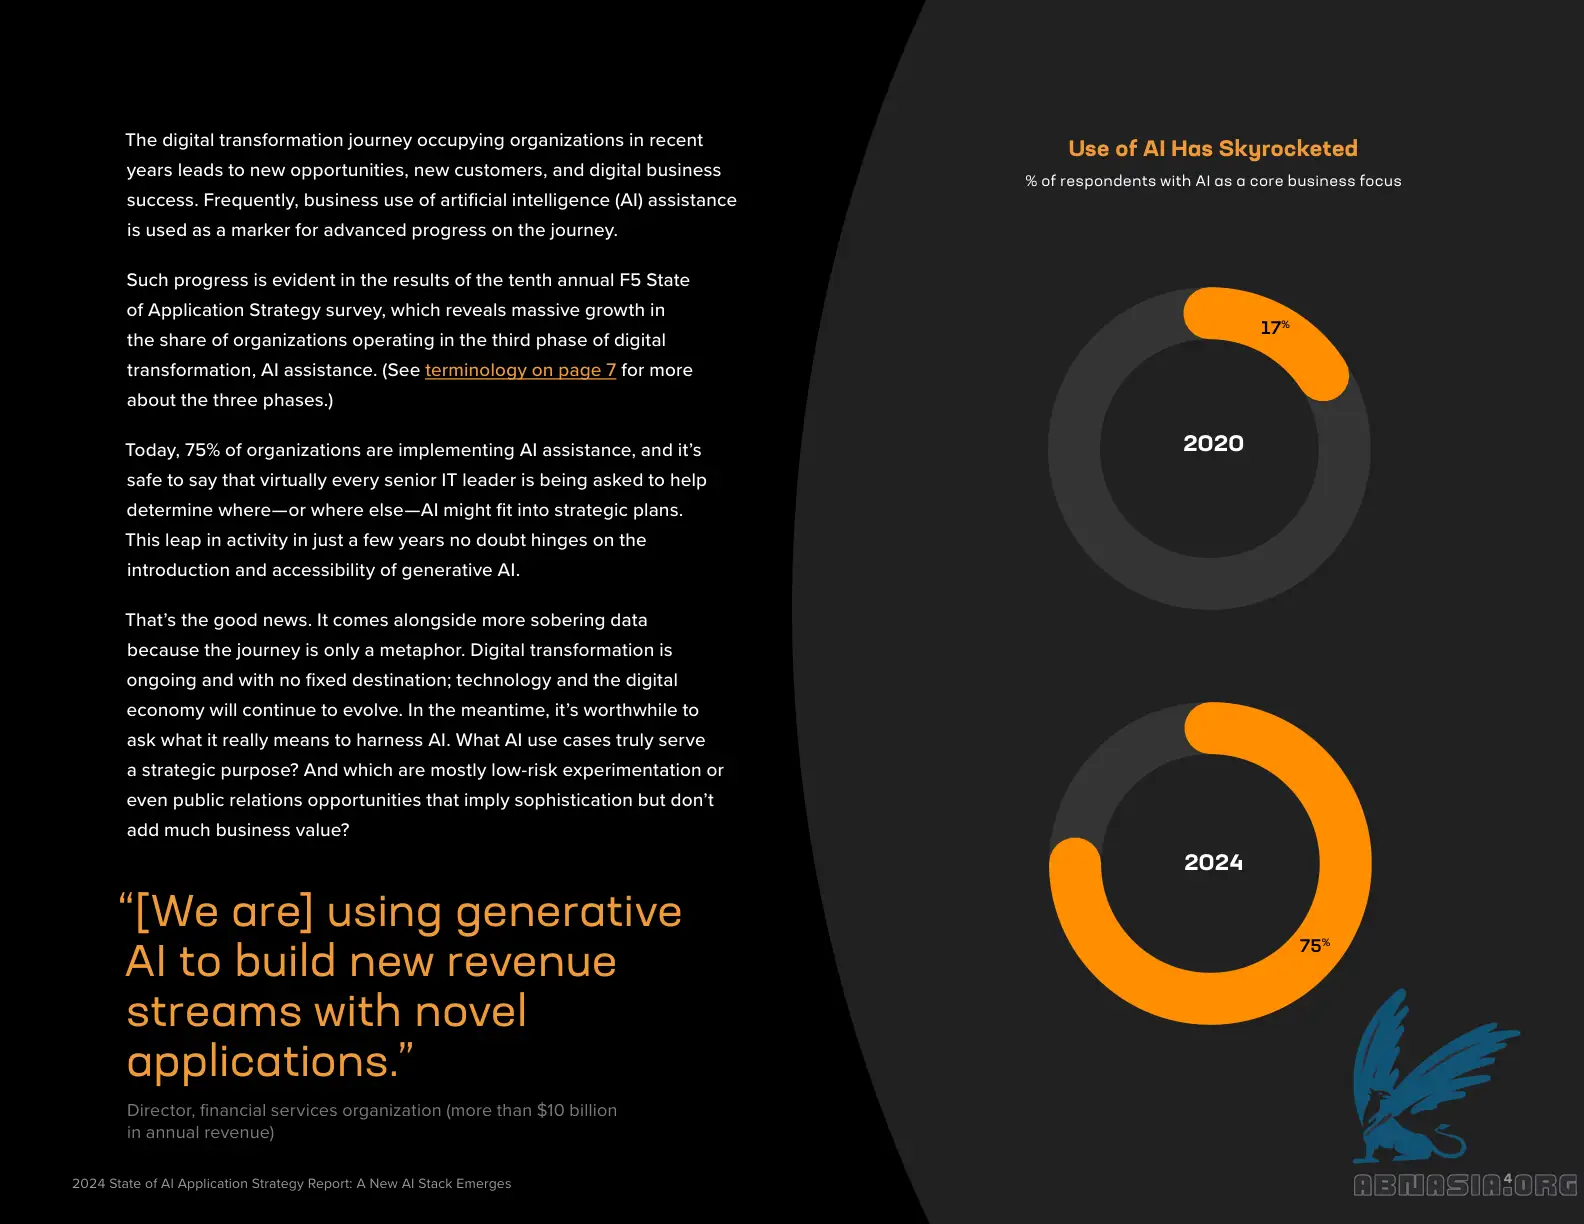 The digital transformation journey occupying organizations in recent
years leads to new opportunities, new customers, and digital business
success. Frequently, business use of artificial intelligence (AI) assistance
is used as a marker for advanced progress on the journey.
Such progress is evident in the results of the tenth annual F5 State
of Application Strategy survey, which reveals massive growth in
the share of organizations operating in the third phase of digital
transformation, AI assistance. (See terminology on page 7 for more
about the three phases.)
Today, 75% of organizations are implementing AI assistance, and it’s
safe to say that virtually every senior IT leader is being asked to help
determine where—or where else—AI might fit into strategic plans.
This leap in activity in just a few years no doubt hinges on the
introduction and accessibility of generative AI.
That’s the good news. It comes alongside more sobering data
because the journey is only a metaphor. Digital transformation is
ongoing and with no fixed destination; technology and the digital
economy will continue to evolve. In the meantime, it’s worthwhile to
ask what it really means to harness AI. What AI use cases truly serve
a strategic purpose? And which are mostly low-risk experimentation or
even public relations opportunities that imply sophistication but don’t
add much business value?
“[We are] using generative
AI to build new revenue
streams with novel
applications.”
Director, financial services organization (more than $10 billion
in annual revenue)
Use of AI Has Skyrocketed
% of respondents with AI as a core business focus
17%
2020
2024
75%
2024 State of AI Application Strategy Report: A New AI Stack Emerges
4
ABNASIA.ORG